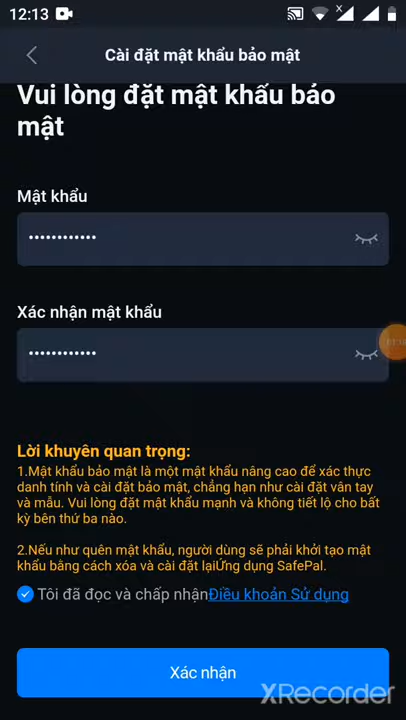 12:13
Cài đặt mật khẩu bảo mật
Vui lòng đặt mật khẩu bảo
mật
Mật khẩu
••••••••••••
Xác nhận mật khẩu
••••••••••••
Lời khuyên quan trọng:
1.Mật khẩu bảo mật là một mật khẩu nâng cao để xác thực
danh tính và cài đặt bảo mật, chẳng hạn như cài đặt vân tay
và mẫu. Vui lòng đặt mật khẩu mạnh và không tiết lộ cho bất
kỳ bên thứ ba nào.
2.Nếu như quên mật khẩu, người dùng sẽ phải khởi tạo mật
khẩu bằng cách xóa và cài đặt lạiỨng dụng SafePal.
Tôi đã đọc và chấp nhậnĐiều khoản Sử dụng
Xác nhận
XRecorder